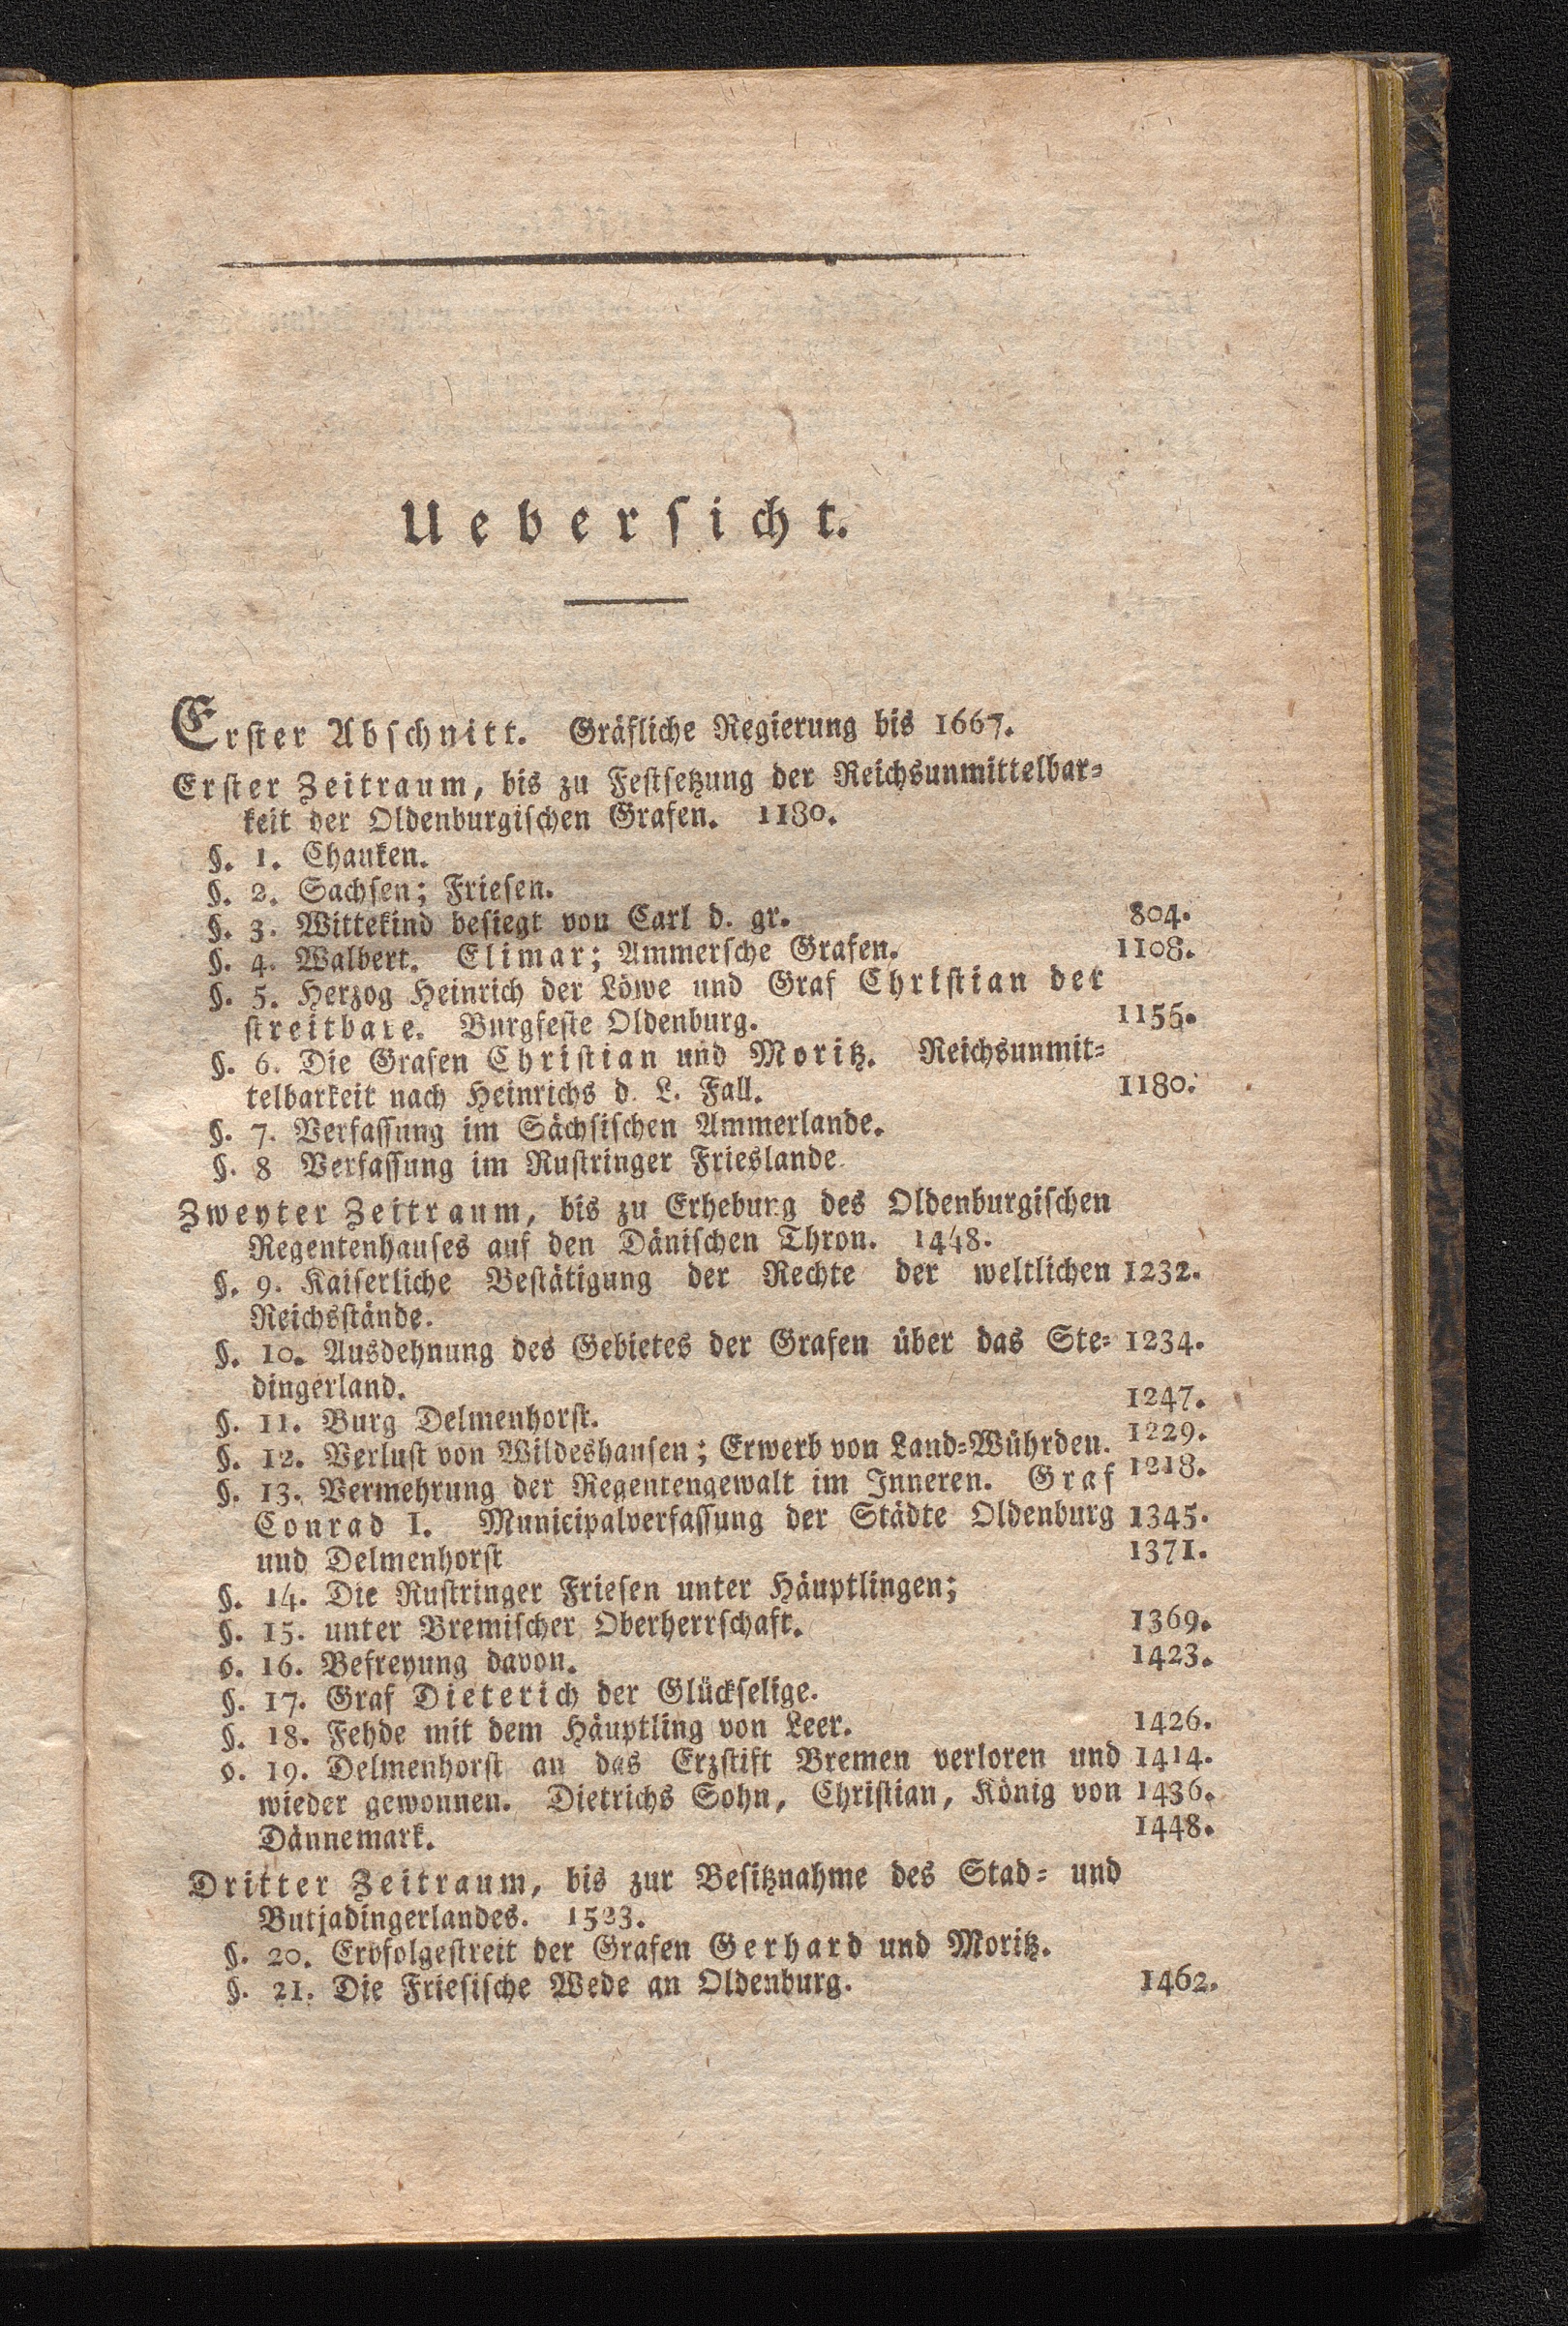 Uebersicht.
Erster Abschnitt. Gräfliche Regierung bis 1667.
Erster Zeitraum, bis zu Festsetzung der Reichsunmittelbar-
keit der Oldenburgischen Grafen. 1180.
§. 1. Chauken.
§. 2. Sachsen; Friesen.
§. 3. Wittekind besiegt von Carl d. gr. 804.
§. 4. Walbert. Elimar; Ammersche Grafen. 1108.
§. 5. Herzog Heinrich der Löwe und Graf Christian der
streitbare. Burgfeste Oldenburg. 1155.
§. 6. Die Grafen Christian und Moritz. Reichsunmit-
telbarkeit nach Heinrichs d. L. Fall. 1180.
§. 7. Verfassung im Sächsischen Ammerlande.
§. 8 Verfassung im Rustringer Frieslande.
Zweyter Zeitraum, bis zu Erhebung des Oldenburgischen
Regentenhauses auf den Dänischen Thron. 1448.
§. 9. Kaiserliche Bestätigung der Rechte der weltlichen 1232.
Reichsstände.
§. 10. Ausdehnung des Gebietes der Grafen über das Ste- 1234.
dingerland.
§. 11. Burg Delmenhorst. 1247.
§. 12. Verlust von Wildeshausen; Erwerb von Land-Wührden. 1229.
§. 13. Vermehrung der Regentengewalt im Inneren. Graf 1218.
Conrad I. Municipalverfassung der Städte Oldenburg 1345.
und Delmenhorst 1371.
§. 14. Die Rustringer Friesen unter Häuptlingen;
§. 15. unter Bremischer Oberherrschaft. 1369.
§. 16. Befreyung davon. 1423.
§. 17. Graf Dieterich der Glückselige.
§. 18. Fehde mit dem Häuptling von Leer. 1426.
§. 19. Delmenhorst an das Erzstift Bremen verloren und 1414.
wieder gewonnen. Dietrichs Sohn, Christian, König von 1436.
Dännemark. 1448.
Dritter Zeitraum, bis zur Besitznahme des Stad- und
Butjadingerlandes. 1523.
§. 20. Erbfolgestreit der Grafen Gerhard und Moritz.
§. 21. Die Friesische Wede an Oldenburg. 1462.